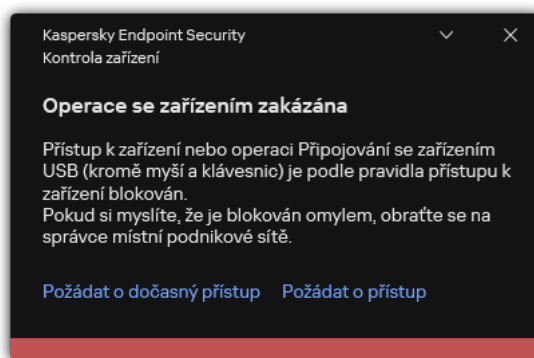 Kaspersky Endpoint Security
Kontrola zařízení
Operace se zařízením zakázána
Přístup k zařízení nebo operaci Připojování se zařízením
USB (kromě myší a klávesnic) je podle pravidla přístupu k
zařízení blokován.
Pokud si myslíte, že je blokován omylem, obraťte se na
správce místní podnikové sítě.
Požádat o dočasný přístup Požádat o přístup